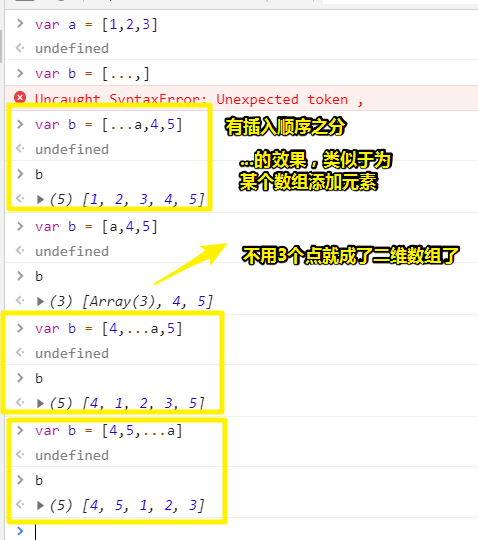 var a = [1,2,3]
undefined
var b = [...,]
Uncaught SyntaxError: Unexpected token ,
var b = [...a,4,5]
有插入顺序之分
undefined
...的效果，类似于为
某个数组添加元素
b
(5) [1, 2, 3, 4, 5]
var b = [a,4,5]
undefined
不用3个点就成了二维数组了
b
(3) [Array(3), 4, 5]
var b = [4,...a,5]
undefined
b
(5) [4, 1, 2, 3, 5]
var b = [4,5,...a]
undefined
b
(5) [4, 5, 1, 2, 3]